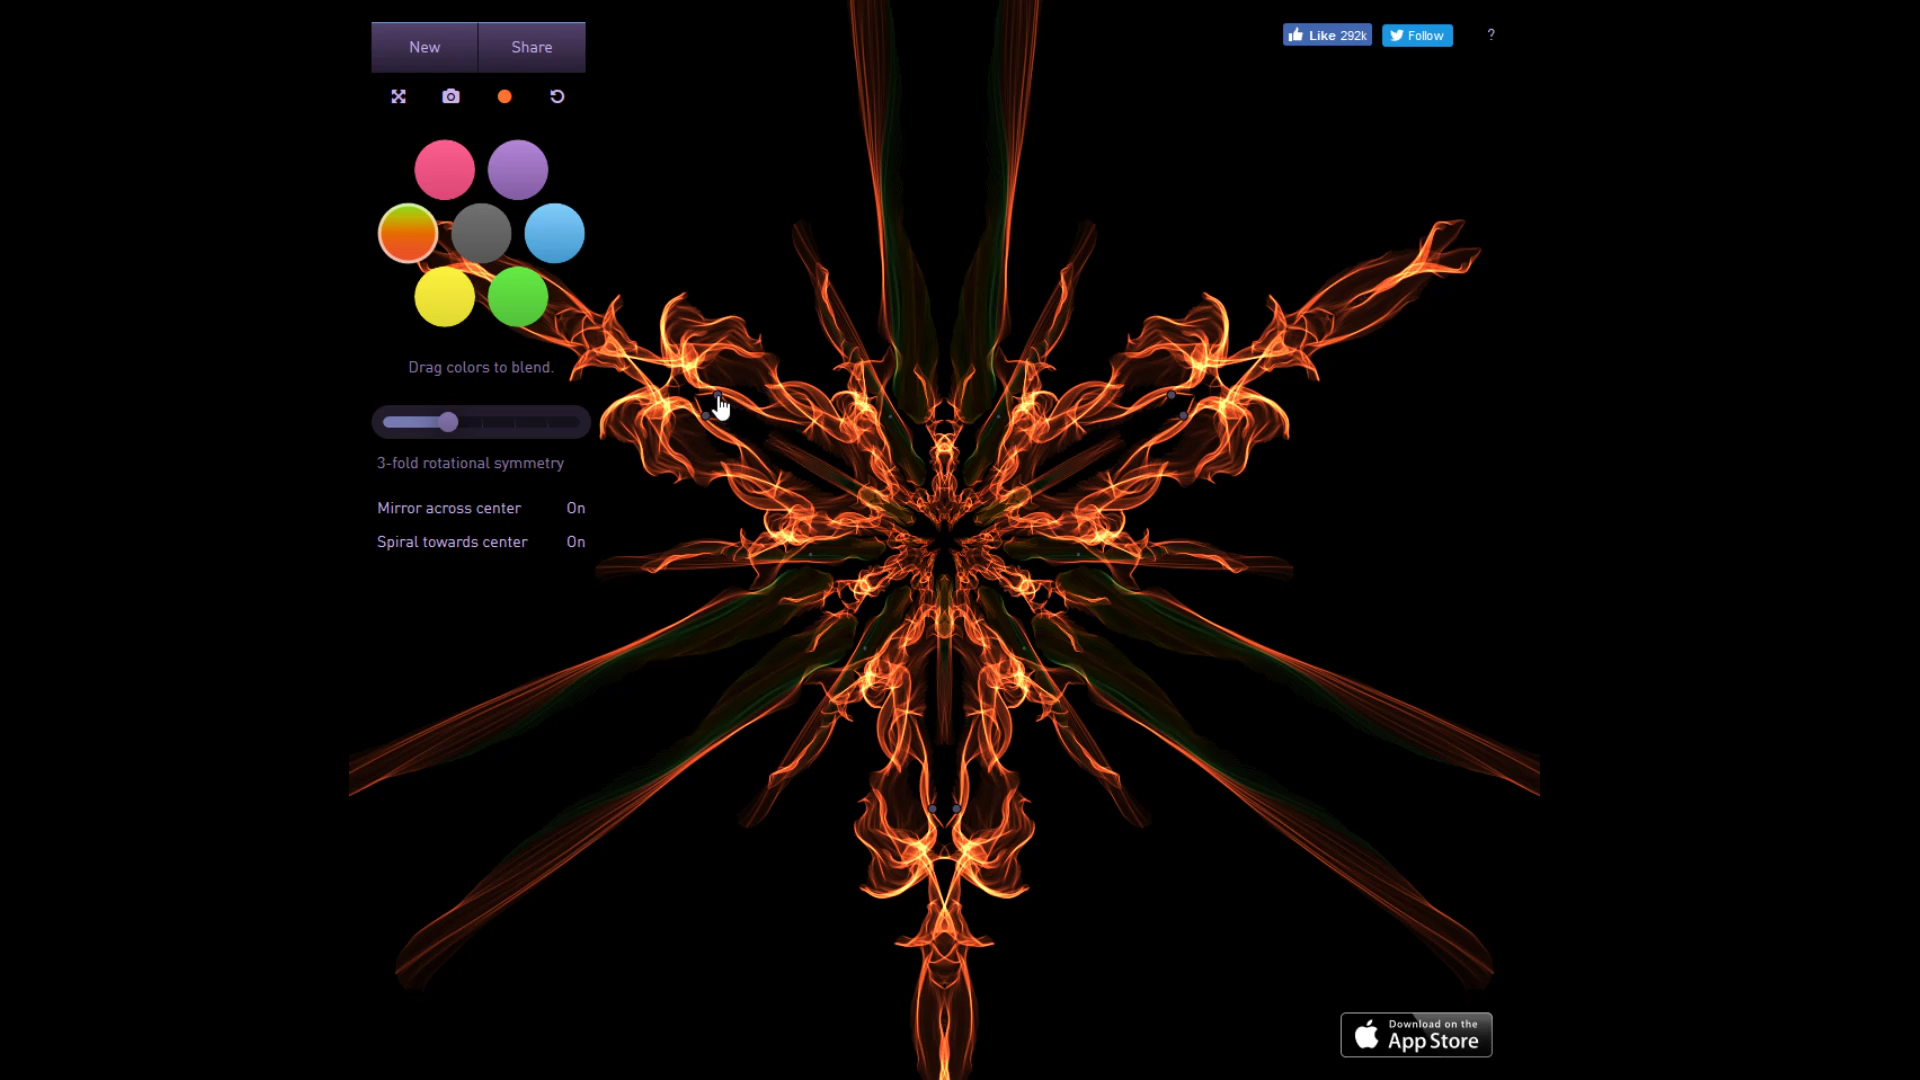 New Share
Like 292k Follow ?
Drag colors to blend.
3-fold rotational symmetry
Mirror across center On
Spiral towards center On
Download on the
App Store